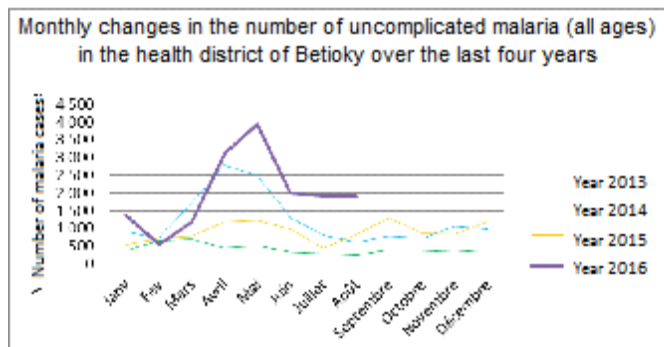 Monthly changes in the number of uncomplicated malaria (all ages)
in the health district of Betioky over the last four years
Number of malaria cases
4 500
4 000
3 500
3 000
2 500
2 000
1 500
1 000
500
0
Janv
Fev
Mars
Avril
Mai
Juin
Juillet
Août
Septembre
Octobre
Novembre
Décembre
Year 2013
Year 2014
Year 2015
Year 2016